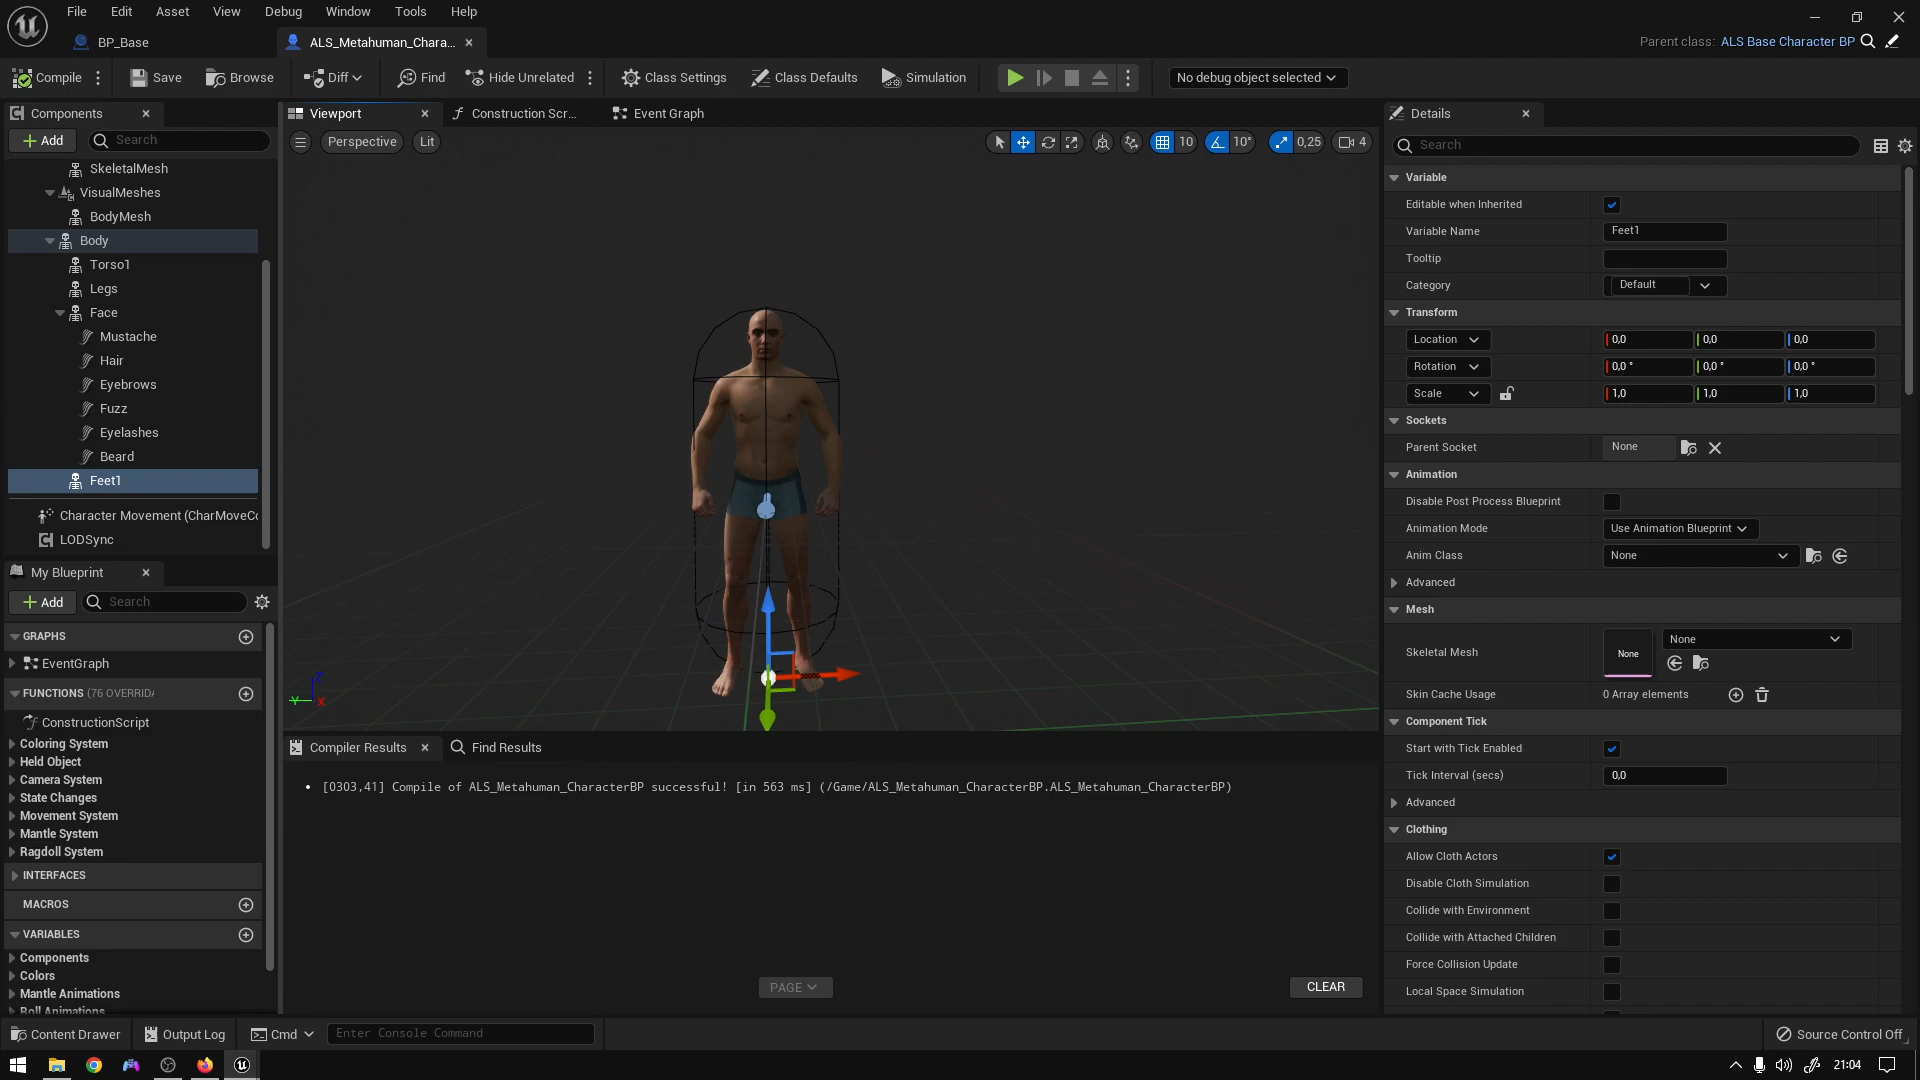 File Edit Asset View Debug Window Tools Help
BP_Base
ALS_Metahuman_Chara...
Parent class: ALS Base Character BP
Compile
Save
Browse
Diff
Find
Hide Unrelated
Class Settings
Class Defaults
Simulation
No debug object selected
Components
Add
Search
SkeletalMesh
VisualMeshes
BodyMesh
Body
Torso1
Legs
Face
Mustache
Hair
Eyebrows
Fuzz
Eyelashes
Beard
Feet1
Character Movement (CharMoveCo
LODSync
My Blueprint
Add
Search
GRAPHS
EventGraph
FUNCTIONS (76 OVERRID
ConstructionScript
Coloring System
Held Object
Camera System
State Changes
Movement System
Mantle System
Ragdoll System
INTERFACES
MACROS
VARIABLES
Components
Colors
Mantle Animations
Roll Animations
Viewport
Construction Scr...
Event Graph
Perspective
Lit
10
10°
0,25
4
Z
Y
X
Compiler Results
Find Results
• [0303,41] Compile of ALS_Metahuman_CharacterBP successful! [in 563 ms] (/Game/ALS_Metahuman_CharacterBP.ALS_Metahuman_CharacterBP)
PAGE
CLEAR
Details
Search
Variable
Editable when Inherited
Variable Name Feet1
Tooltip
Category Default
Transform
Location 0,0 0,0 0,0
Rotation 0,0 ° 0,0 ° 0,0 °
Scale 1,0 1,0 1,0
Sockets
Parent Socket None
Animation
Disable Post Process Blueprint
Animation Mode Use Animation Blueprint
Anim Class None
Advanced
Mesh
Skeletal Mesh None None
Skin Cache Usage 0 Array elements
Component Tick
Start with Tick Enabled
Tick Interval (secs) 0,0
Advanced
Clothing
Allow Cloth Actors
Disable Cloth Simulation
Collide with Environment
Collide with Attached Children
Force Collision Update
Local Space Simulation
Content Drawer
Output Log
Cmd
Enter Console Command
Source Control Off
21:04